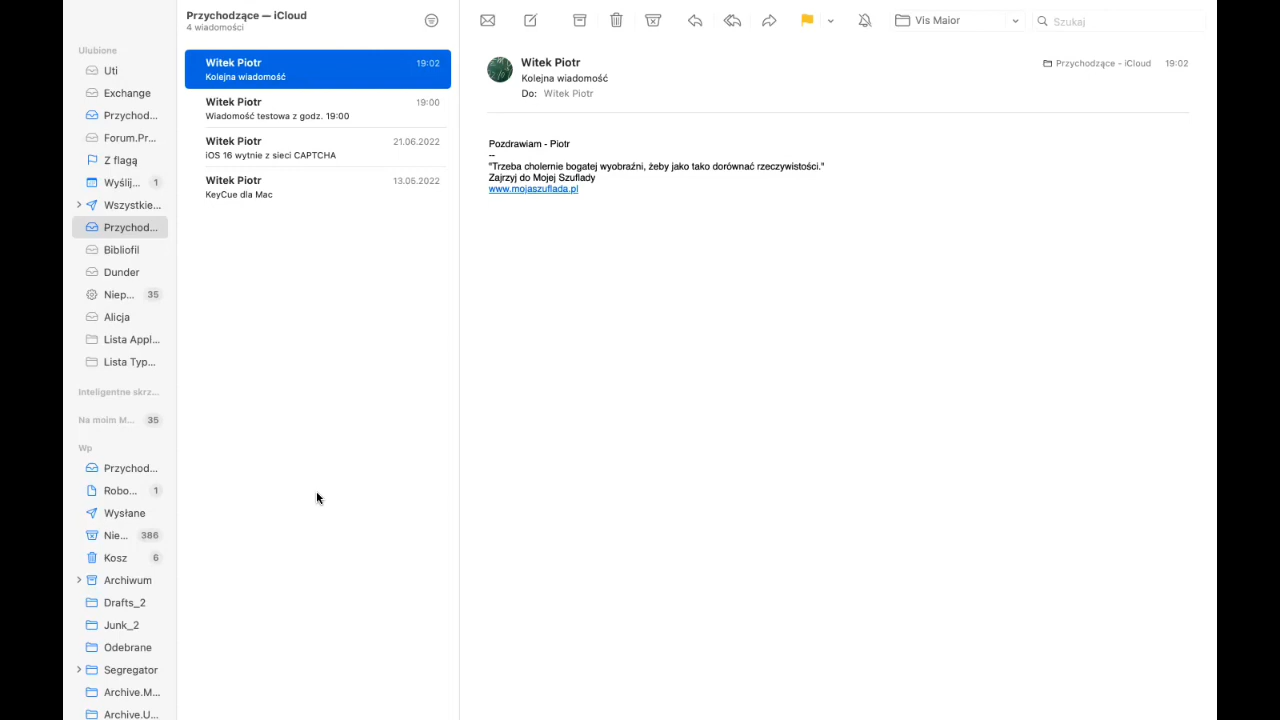 Ulubione
Uti
Exchange
Przychod...
Forum.Pr...
Z flagą
Wyślij... 1
Wszystkie...
Przychod...
Bibliofil
Dunder
Niep... 35
Alicja
Lista Appl...
Lista Typ...
Inteligentne skrz...
Na moim M... 35
Wp
Przychod...
Robo... 1
Wysłane
Nie... 386
Kosz 6
Archiwum
Drafts_2
Junk_2
Odebrane
Segregator
Archive.M...
Archive.U...
Przychodzące — iCloud
4 wiadomości
Witek Piotr 19:02
Kolejna wiadomość
Witek Piotr 19:00
Wiadomość testowa z godz. 19:00
Witek Piotr 21.06.2022
iOS 16 wytnie z sieci CAPTCHA
Witek Piotr 13.05.2022
KeyCue dla Mac
Vis Maior
Szukaj
Witek Piotr Przychodzące - iCloud 19:02
Kolejna wiadomość
Do: Witek Piotr
Pozdrawiam - Piotr
--
"Trzeba cholernie bogatej wyobraźni, żeby jako tako dorównać rzeczywistości."
Zajrzyj do Mojej Szuflady
www.mojaszuflada.pl